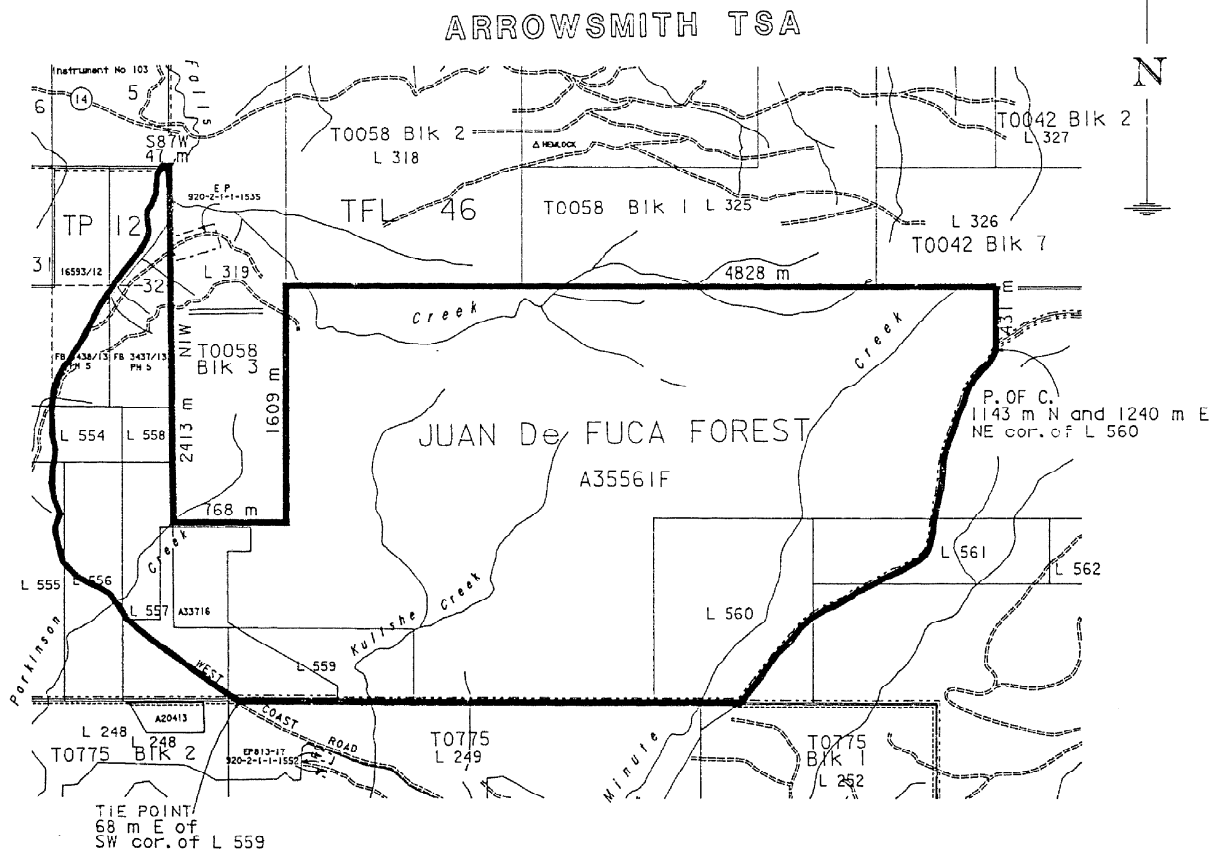 ARROWSMITH TSA
N
Instrument No 103
Falls
6
14
5
S87W
47 m
T0058 Blk 2
L 318
HEMLOCK
T0042 Blk 2
L 327
EP
920-2-1-1-1535
TFL 46
T0058 Blk 1 L 325
L 326
T0042 Blk 7
TP 12
31
16593/12
32
L 319
4828 m
431 m
Creek
Creek
FB 3438/13
PH 5
FB 3437/13
PH 5
2413 m N1W
T0058
Blk 3
1609 m
P. OF C.
1143 m N and 1240 m E
NE cor. of L 560
L 554
L 558
JUAN De FUCA FOREST
A35561F
768 m
L 555
L 556
L 557
A33716
Parkinson Creek
Kullshe Creek
L 560
L 561
L 562
L 559
WEST COAST ROAD
A20413
L 248
L 248
T0775 Blk 2
EP813-17
920-2-1-1-1552
T0775
L 249
Minute
T0775
Blk 1
L 252
TIE POINT
68 m E of
SW cor. of L 559